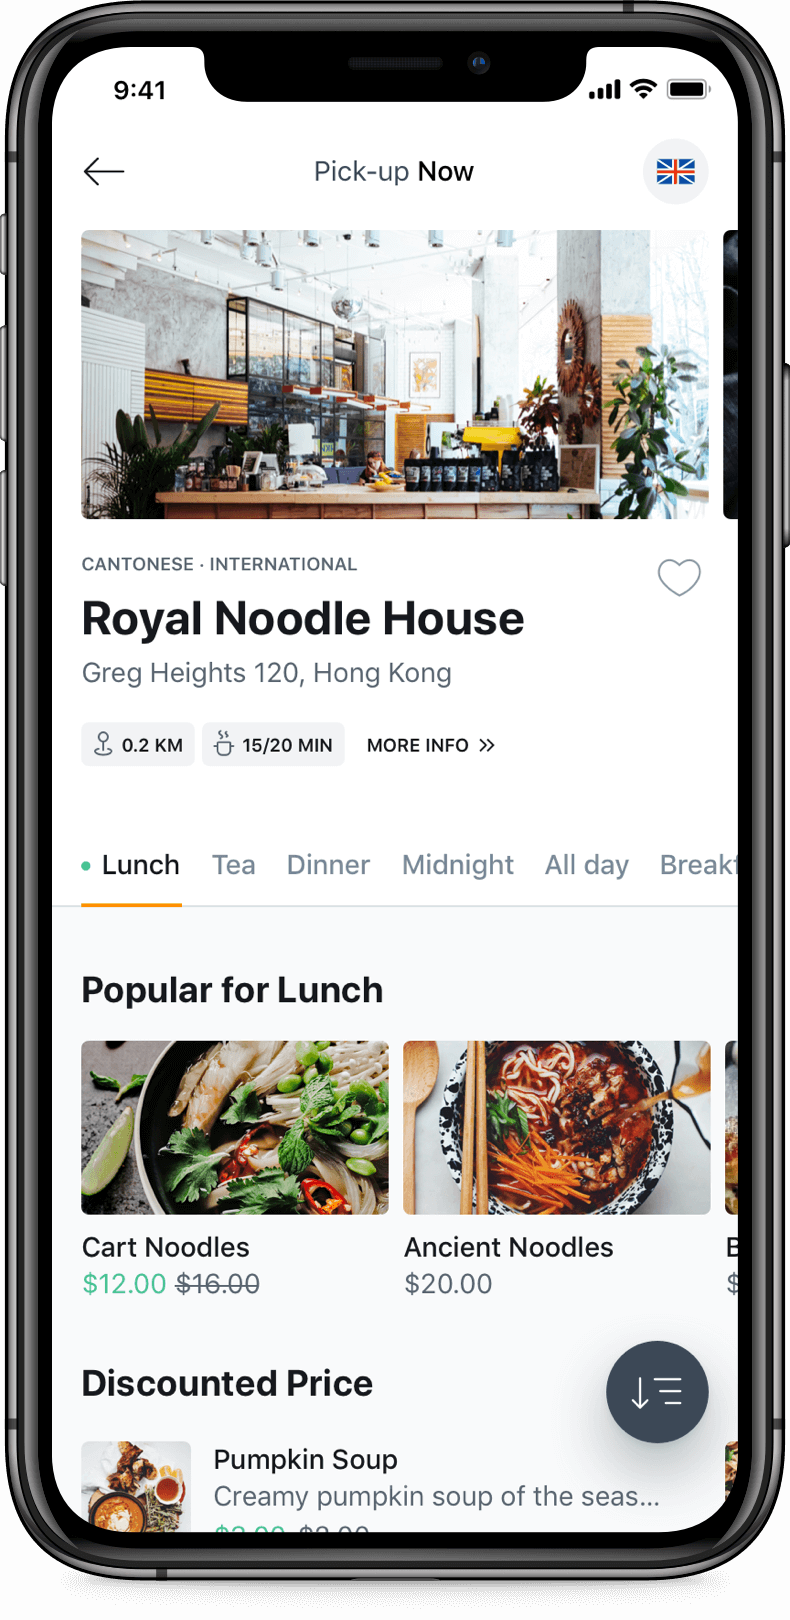 9:41
Pick-up Now
CANTONESE · INTERNATIONAL
Royal Noodle House
Greg Heights 120, Hong Kong
0.2 KM 15/20 MIN MORE INFO
Lunch Tea Dinner Midnight All day Breakf
Popular for Lunch
Cart Noodles Ancient Noodles
$12.00 $16.00 $20.00
Discounted Price
Pumpkin Soup
Creamy pumpkin soup of the seas...